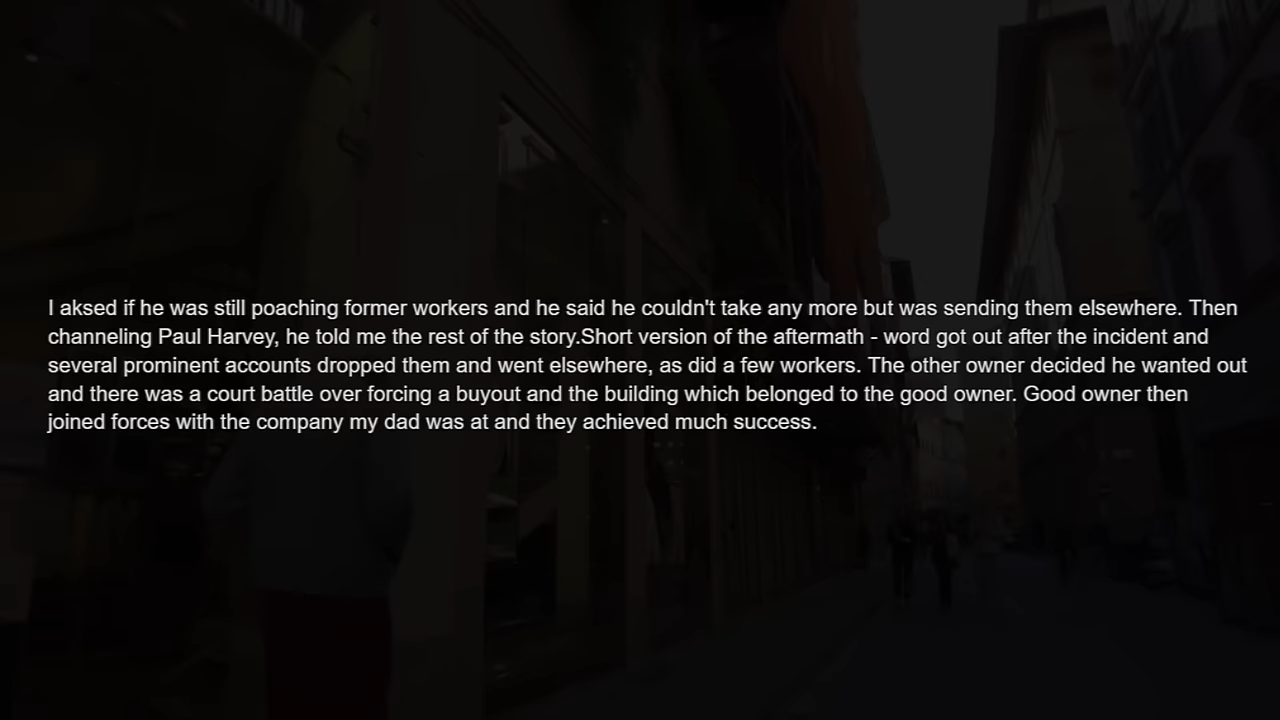 I aksed if he was still poaching former workers and he said he couldn't take any more but was sending them elsewhere. Then
channeling Paul Harvey, he told me the rest of the story.Short version of the aftermath - word got out after the incident and
several prominent accounts dropped them and went elsewhere, as did a few workers. The other owner decided he wanted out
and there was a court battle over forcing a buyout and the building which belonged to the good owner. Good owner then
joined forces with the company my dad was at and they achieved much success.